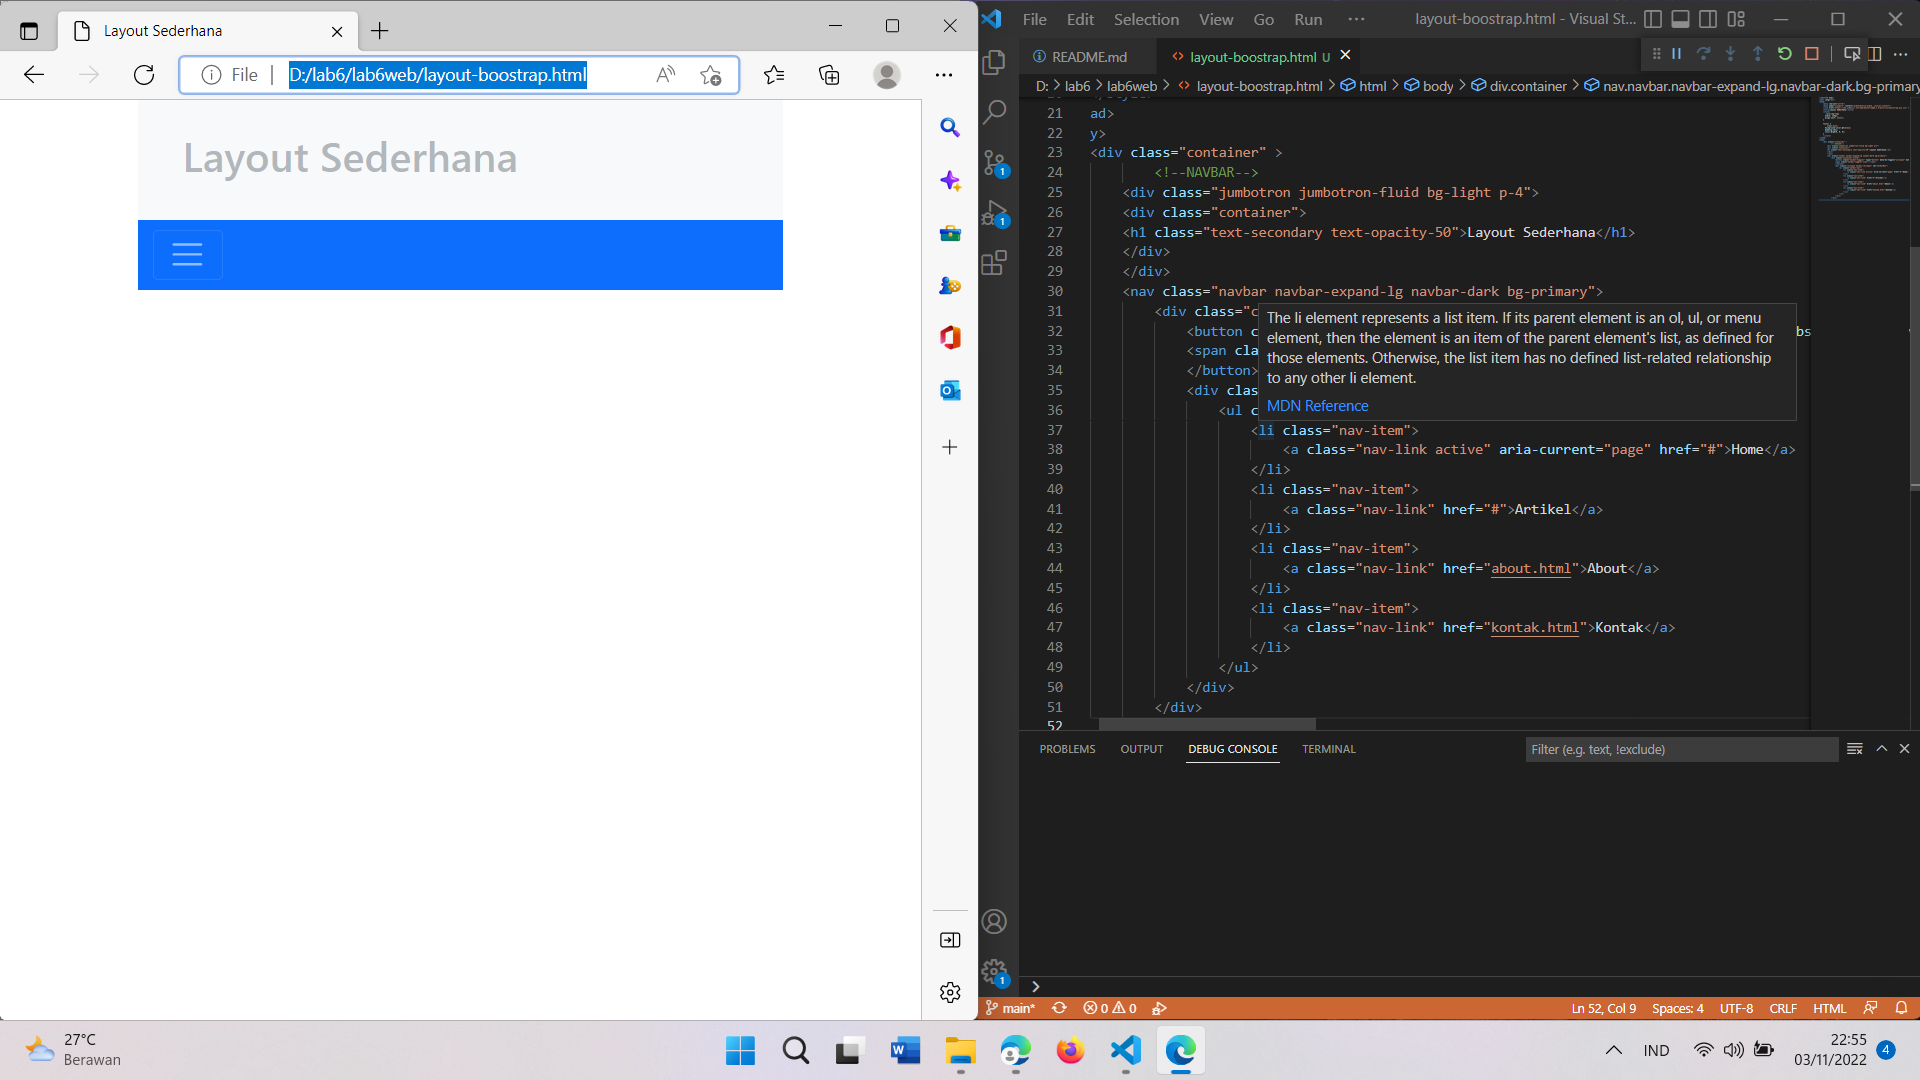 Layout Sederhana
File
D:/lab6/lab6web/layout-boostrap.html
Layout Sederhana
File Edit Selection View Go Run ···
layout-boostrap.html - Visual St...
README.md
layout-boostrap.html U
D: > lab6 > lab6web > layout-boostrap.html > html > body > div.container > nav.navbar.navbar-expand-lg.navbar-dark.bg-primary
21 ad>
22 y>
23 <div class="container" >
24 <!--NAVBAR-->
25 <div class="jumbotron jumbotron-fluid bg-light p-4">
26 <div class="container">
27 <h1 class="text-secondary text-opacity-50">Layout Sederhana</h1>
28 </div>
29 </div>
30 <nav class="navbar navbar-expand-lg navbar-dark bg-primary">
31 <div class="c
32 <button c bs
33 <span cla
34 </button>
35 <div clas
36 <ul c
The li element represents a list item. If its parent element is an ol, ul, or menu
element, then the element is an item of the parent element's list, as defined for
those elements. Otherwise, the list item has no defined list-related relationship
to any other li element.
MDN Reference
37 <li class="nav-item">
38 <a class="nav-link active" aria-current="page" href="#">Home</a>
39 </li>
40 <li class="nav-item">
41 <a class="nav-link" href="#">Artikel</a>
42 </li>
43 <li class="nav-item">
44 <a class="nav-link" href="about.html">About</a>
45 </li>
46 <li class="nav-item">
47 <a class="nav-link" href="kontak.html">Kontak</a>
48 </li>
49 </ul>
50 </div>
51 </div>
52
PROBLEMS OUTPUT DEBUG CONSOLE TERMINAL
Filter (e.g. text, !exclude)
1
1
1
main* 0 0
Ln 52, Col 9 Spaces: 4 UTF-8 CRLF HTML
27°C
Berawan
IND
22:55
03/11/2022
4